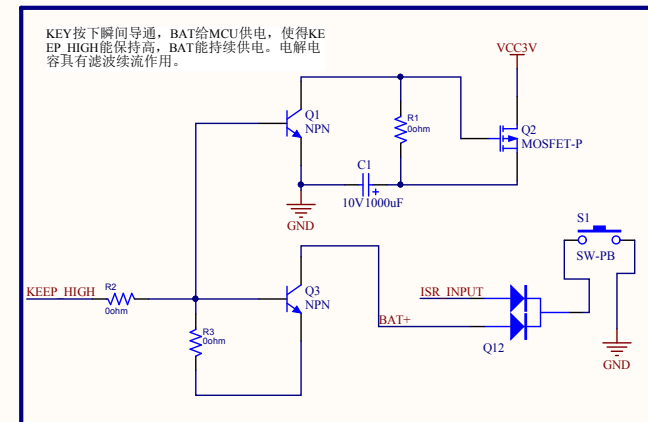 KEY按下瞬间导通，BAT给MCU供电，使得KE
EP_HIGH能保持高，BAT能持续供电。电解电
容具有滤波续流作用。
VCC3V
Q1
NPN
R1
0ohm
Q2
MOSFET-P
C1
10V1000uF
GND
S1
SW-PB
KEEP_HIGH
R2
0ohm
Q3
NPN
ISR_INPUT
BAT+
R3
0ohm
Q12
GND